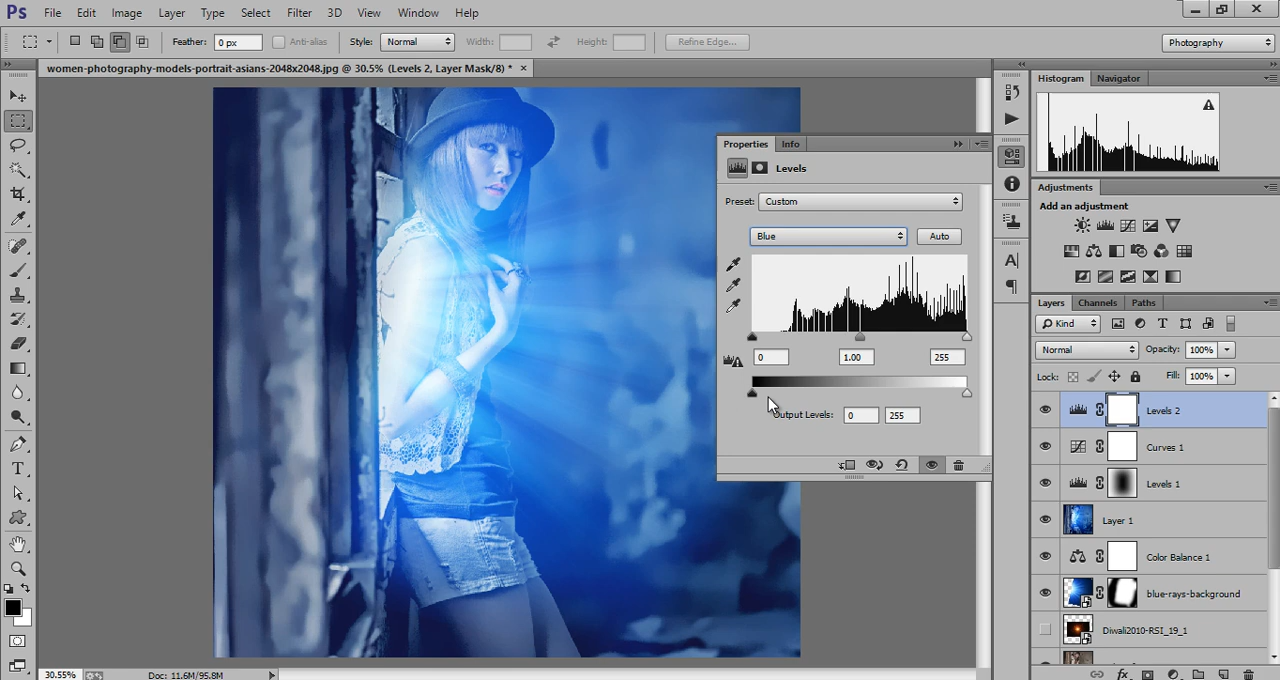 Ps File Edit Image Layer Type Select Filter 3D View Window Help
Feather: 0 px Anti-alias Style: Normal Width: Height: Refine Edge... Photography
women-photography-models-portrait-asians-2048x2048.jpg @ 30.5% (Levels 2, Layer Mask/8) * ×
Histogram Navigator
Properties Info
Levels
Preset: Custom
Blue Auto
0 1.00 255
Output Levels: 0 255
Adjustments
Add an adjustment
Layers Channels Paths
Kind
Normal Opacity: 100%
Lock: Fill: 100%
Levels 2
Curves 1
Levels 1
Layer 1
Color Balance 1
blue-rays-background
Diwali2010-RSI_19_1
30.55% Doc: 11.6M/95.8M